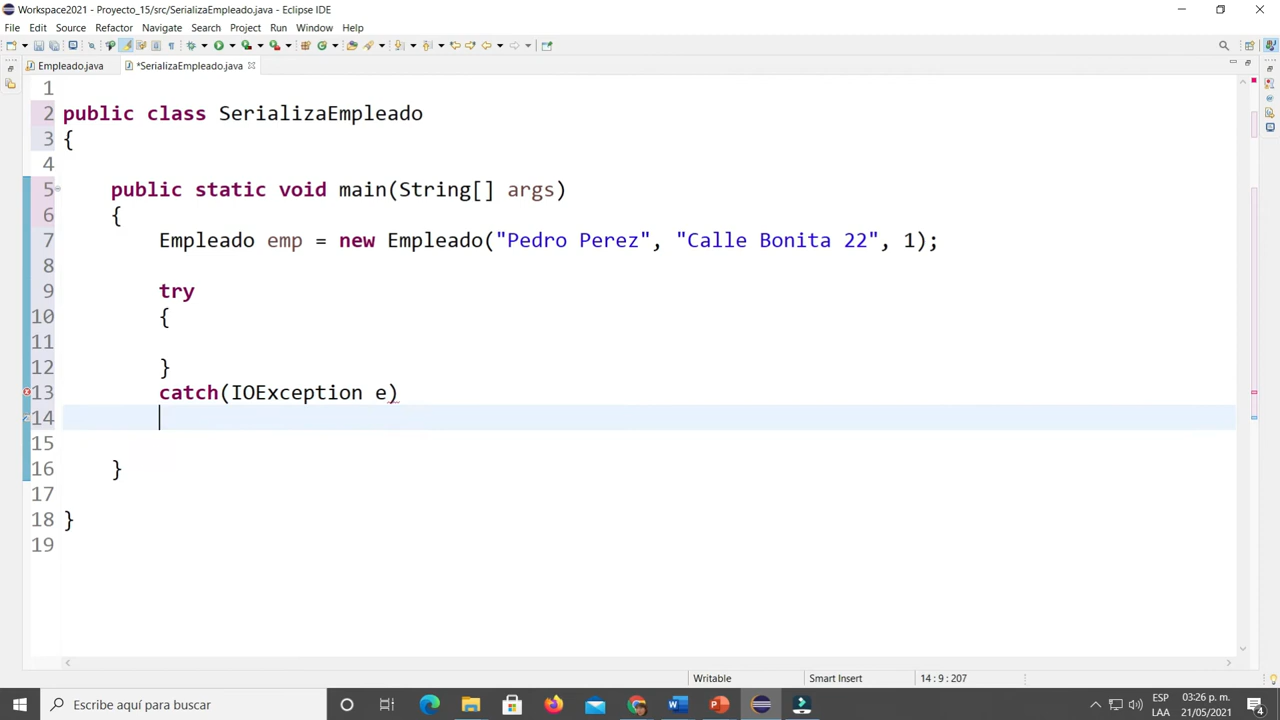 Workspace2021 - Proyecto_15/src/SerializaEmpleado.java - Eclipse IDE
File Edit Source Refactor Navigate Search Project Run Window Help
Empleado.java *SerializaEmpleado.java
1
2 public class SerializaEmpleado
3 {
4
5 public static void main(String[] args)
6 {
7 Empleado emp = new Empleado("Pedro Perez", "Calle Bonita 22", 1);
8
9 try
10 {
11
12 }
13 catch(IOException e)
14
15
16 }
17
18 }
19
Writable Smart Insert 14 : 9 : 207
Escribe aquí para buscar
ESP 03:26 p. m.
LAA 21/05/2021 4